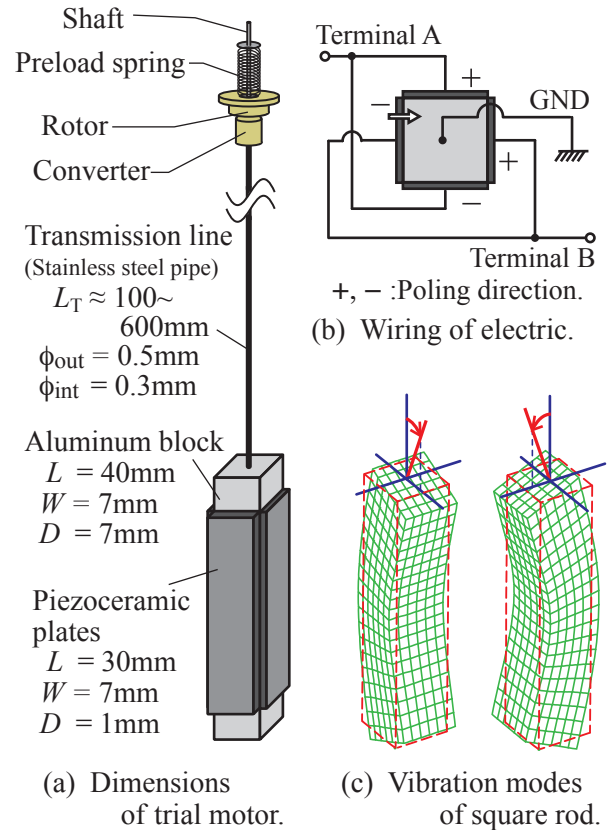 Shaft
Preload spring
Rotor
Converter
Transmission line
(Stainless steel pipe)
L_T ≈ 100~
600mm
ϕ_out = 0.5mm
ϕ_int = 0.3mm
Aluminum block
L = 40mm
W = 7mm
D = 7mm
Piezoceramic
plates
L = 30mm
W = 7mm
D = 1mm
(a) Dimensions
of trial motor.
Terminal A
+
GND
−
+
−
Terminal B
+, − :Poling direction.
(b) Wiring of electric.
(c) Vibration modes
of square rod.